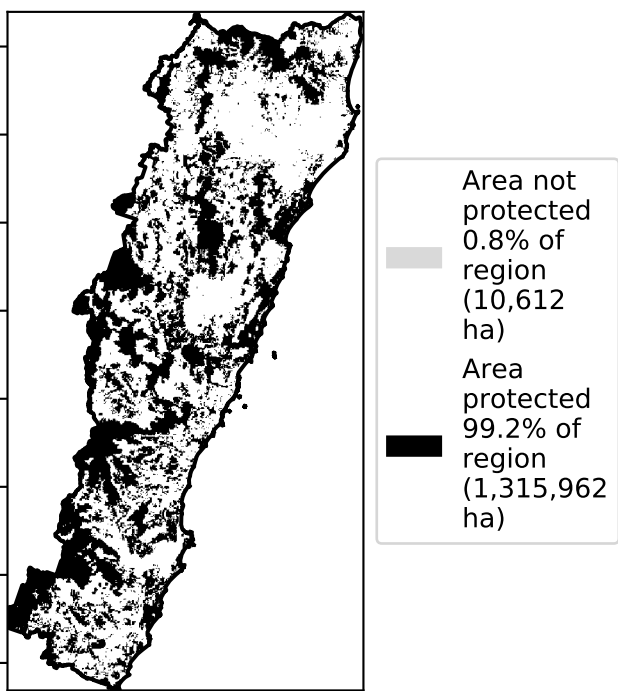 Area not
protected
0.8% of
region
(10,612
ha)
Area
protected
99.2% of
region
(1,315,962
ha)